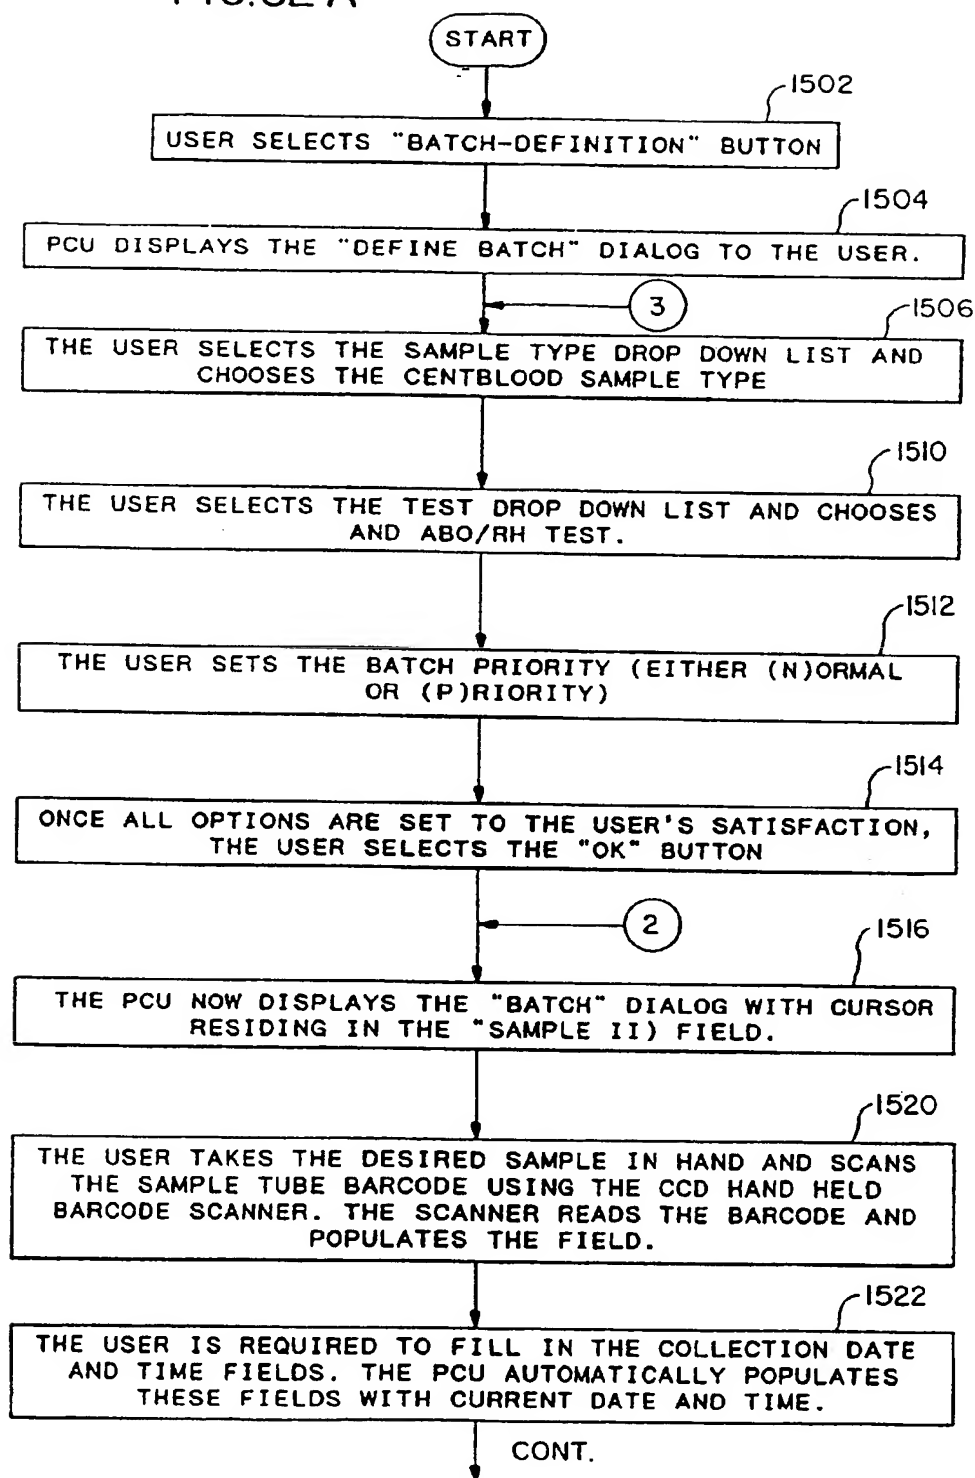 START
1502
USER SELECTS "BATCH-DEFINITION" BUTTON
1504
PCU DISPLAYS THE "DEFINE BATCH" DIALOG TO THE USER.
3
1506
THE USER SELECTS THE SAMPLE TYPE DROP DOWN LIST AND
CHOOSES THE CENTBLOOD SAMPLE TYPE
1510
THE USER SELECTS THE TEST DROP DOWN LIST AND CHOOSES
AND ABO/RH TEST.
1512
THE USER SETS THE BATCH PRIORITY (EITHER (N)ORMAL
OR (P)RIORITY)
1514
ONCE ALL OPTIONS ARE SET TO THE USER'S SATISFACTION,
THE USER SELECTS THE "OK" BUTTON
2
1516
THE PCU NOW DISPLAYS THE "BATCH" DIALOG WITH CURSOR
RESIDING IN THE "SAMPLE II) FIELD.
1520
THE USER TAKES THE DESIRED SAMPLE IN HAND AND SCANS
THE SAMPLE TUBE BARCODE USING THE CCD HAND HELD
BARCODE SCANNER. THE SCANNER READS THE BARCODE AND
POPULATES THE FIELD.
1522
THE USER IS REQUIRED TO FILL IN THE COLLECTION DATE
AND TIME FIELDS. THE PCU AUTOMATICALLY POPULATES
THESE FIELDS WITH CURRENT DATE AND TIME.
CONT.